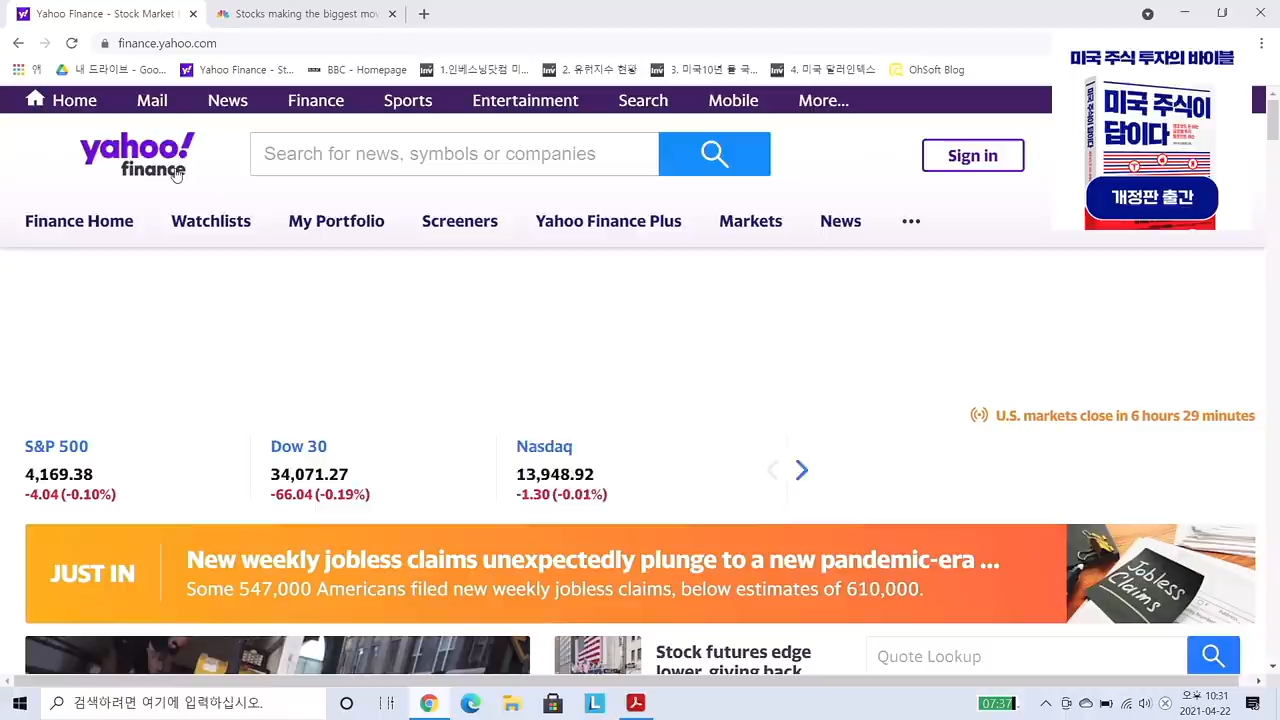 Yahoo Finance - Stock Market
Stocks making the biggest mov
finance.yahoo.com
앱
내 드라이브 - Goo...
Yahoo Finance - St...
BBC - Homepage
1.인베스팅닷컴 미...
2. 유럽지수 현황
3. 미국10년 물 국...
4. 미국 달러인덱스
OhSoft Blog
미국 주식 투자의 바이블
미국 주식이
답이다
개정판 출간
Home
Mail
News
Finance
Sports
Entertainment
Search
Mobile
More...
yahoo!
finance
Search for news, symbols or companies
Sign in
Finance Home
Watchlists
My Portfolio
Screeners
Yahoo Finance Plus
Markets
News
U.S. markets close in 6 hours 29 minutes
S&P 500
Dow 30
Nasdaq
4,169.38
34,071.27
13,948.92
-4.04 (-0.10%)
-66.04 (-0.19%)
-1.30 (-0.01%)
JUST IN
New weekly jobless claims unexpectedly plunge to a new pandemic-era ...
Some 547,000 Americans filed new weekly jobless claims, below estimates of 610,000.
Jobless
Claims
Stock futures edge
lower, giving back
Quote Lookup
검색하려면 여기에 입력하십시오.
07:37
오후 10:31
2021-04-22